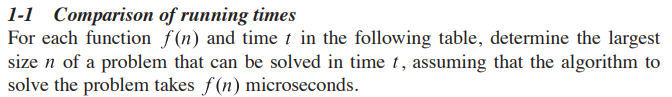 1-1 Comparison of running times
For each function f(n) and time t in the following table, determine the largest
size n of a problem that can be solved in time t, assuming that the algorithm to
solve the problem takes f(n) microseconds.